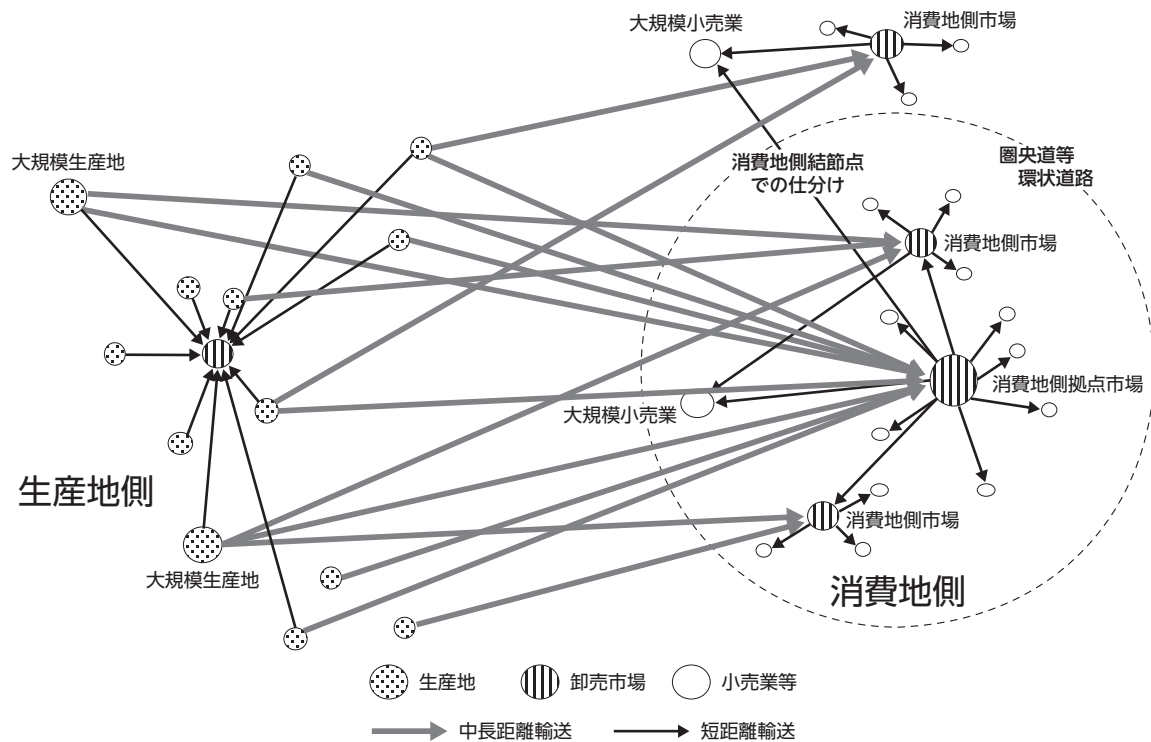 大規模小売業
消費地側市場
大規模生産地
消費地側結節点
での仕分け
圏央道等
環状道路
消費地側市場
消費地側拠点市場
大規模小売業
生産地側
消費地側市場
大規模生産地
消費地側
生産地
卸売市場
小売業等
中長距離輸送
短距離輸送